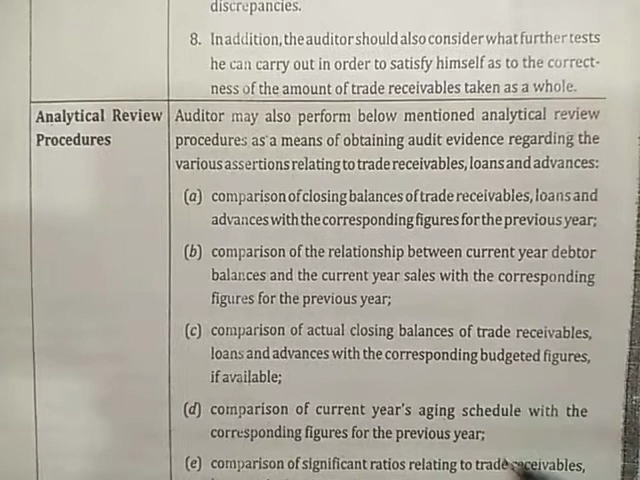 discrepancies.
8. In addition, the auditor should also consider what further tests
he can carry out in order to satisfy himself as to the correct-
ness of the amount of trade receivables taken as a whole.
Analytical Review
Procedures
Auditor may also perform below mentioned analytical review
procedures as a means of obtaining audit evidence regarding the
various assertions relating to trade receivables, loans and advances:
(a) comparison of closing balances of trade receivables, loans and
advances with the corresponding figures for the previous year;
(b) comparison of the relationship between current year debtor
balances and the current year sales with the corresponding
figures for the previous year;
(c) comparison of actual closing balances of trade receivables,
loans and advances with the corresponding budgeted figures,
if available;
(d) comparison of current year's aging schedule with the
corresponding figures for the previous year;
(e) comparison of significant ratios relating to trade receivables,